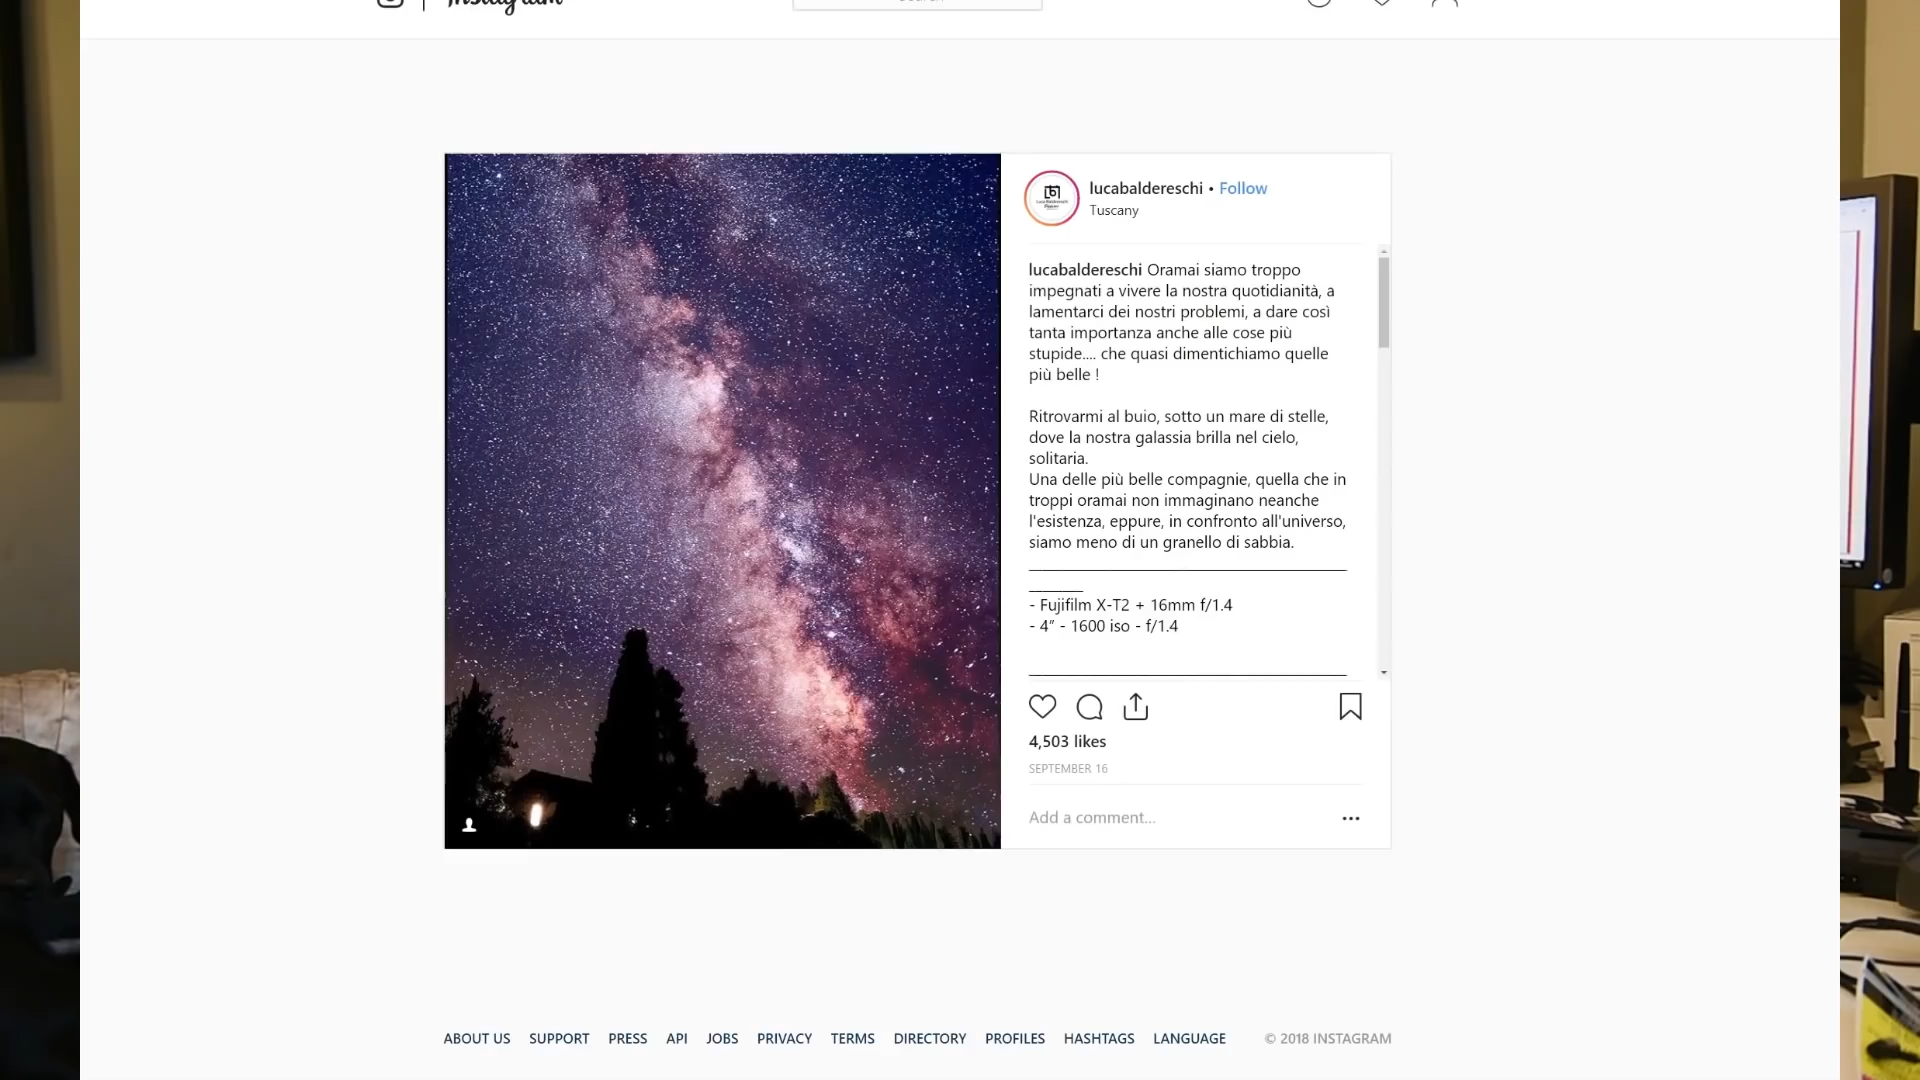 Instagram
Search
lucabaldereschi • Follow
Tuscany
lucabaldereschi Oramai siamo troppo
impegnati a vivere la nostra quotidianità, a
lamentarci dei nostri problemi, a dare così
tanta importanza anche alle cose più
stupide.... che quasi dimentichiamo quelle
più belle !
Ritrovarmi al buio, sotto un mare di stelle,
dove la nostra galassia brilla nel cielo,
solitaria.
Una delle più belle compagnie, quella che in
troppi oramai non immaginano neanche
l'esistenza, eppure, in confronto all'universo,
siamo meno di un granello di sabbia.
- Fujifilm X-T2 + 16mm f/1.4
- 4” - 1600 iso - f/1.4
4,503 likes
SEPTEMBER 16
Add a comment...
ABOUT US SUPPORT PRESS API JOBS PRIVACY TERMS DIRECTORY PROFILES HASHTAGS LANGUAGE © 2018 INSTAGRAM